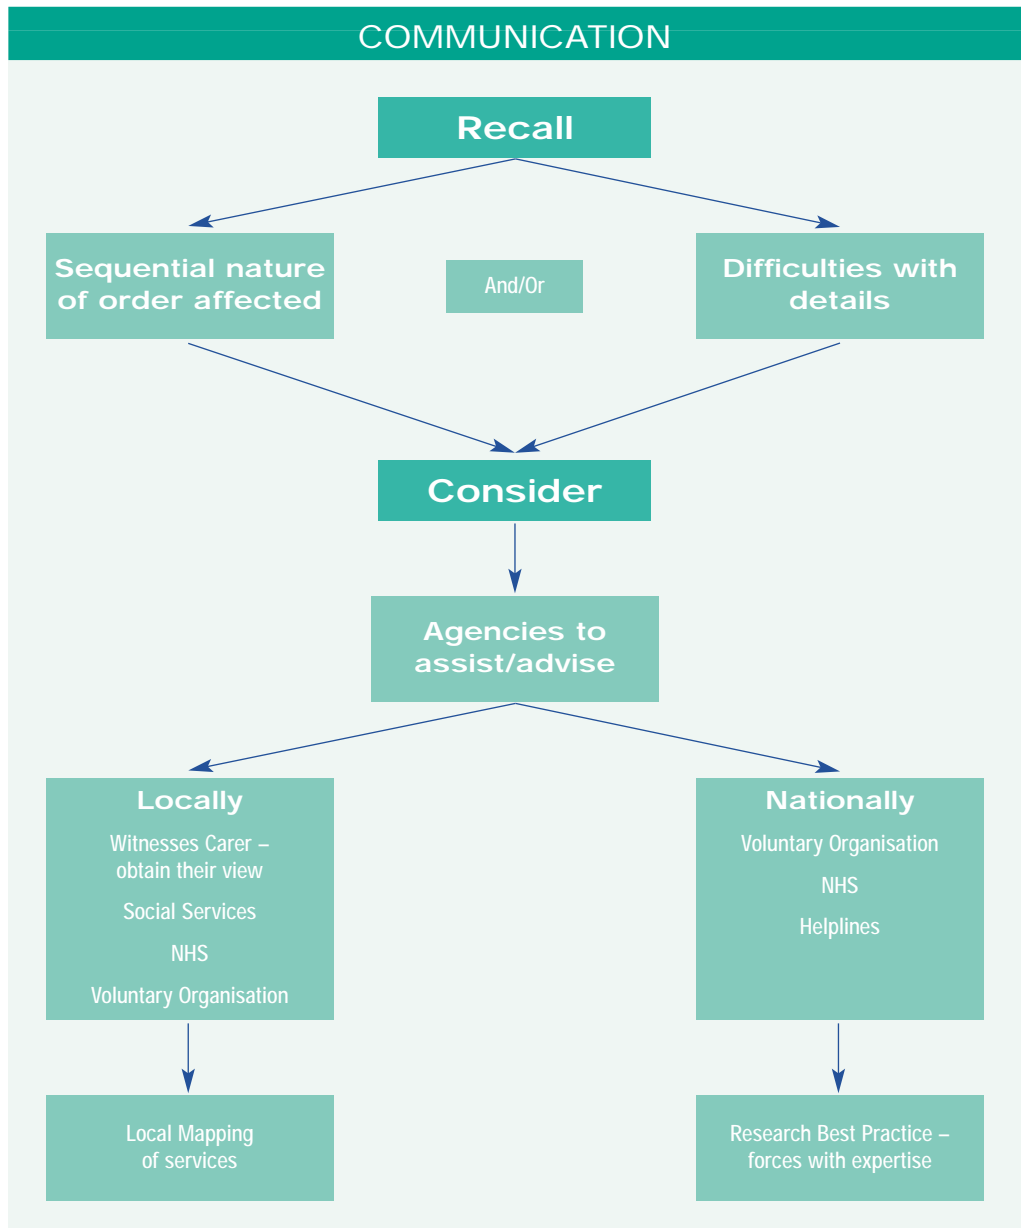 COMMUNICATION
Recall
Sequential nature
of order affected
And/Or
Difficulties with
details
Consider
Agencies to
assist/advise
Locally
Witnesses Carer –
obtain their view
Social Services
NHS
Voluntary Organisation
Nationally
Voluntary Organisation
NHS
Helplines
Local Mapping
of services
Research Best Practice –
forces with expertise